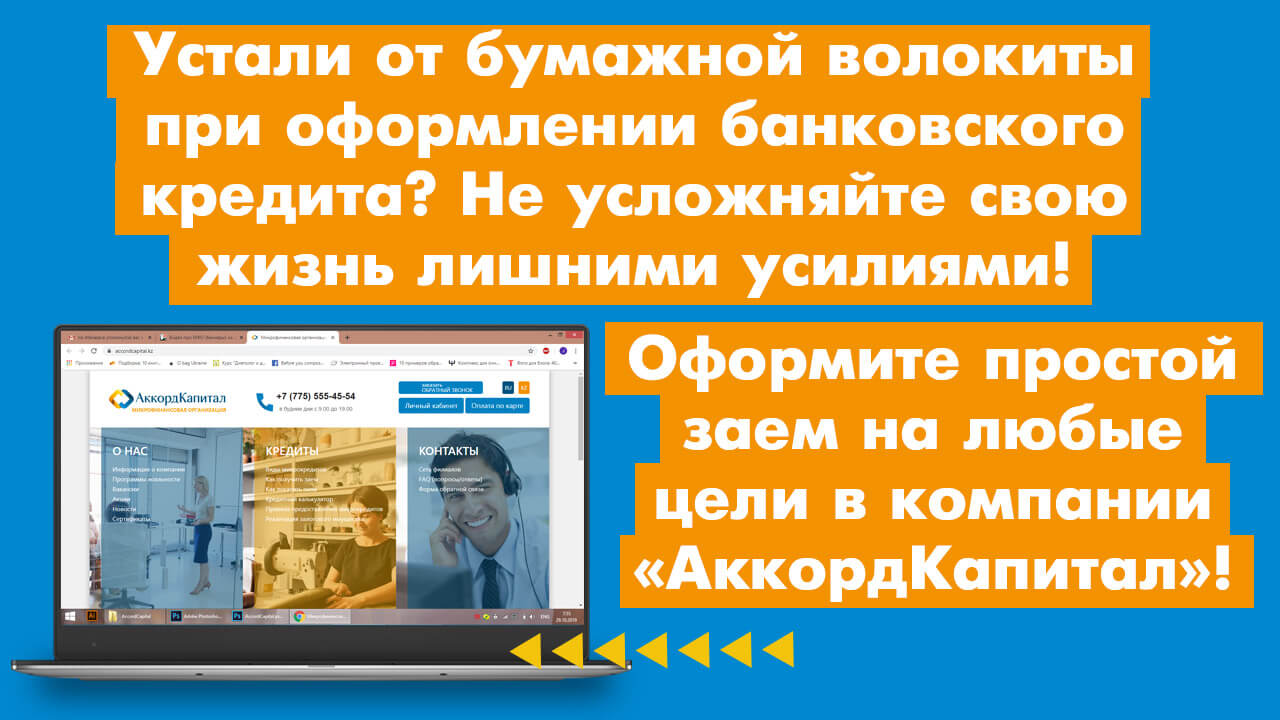 Устали от бумажной волокиты
при оформлении банковского
кредита? Не усложняйте свою
жизнь лишними усилиями!
Оформите простой
заем на любые
цели в компании
«АккордКапитал»!
accordcapital.kz
АккордКапитал
МИКРОФИНАНСОВАЯ ОРГАНИЗАЦИЯ
+7 (775) 555-45-54
в будние дни с 9.00 до 19.00
ЗАКАЗАТЬ
ОБРАТНЫЙ ЗВОНОК
RU
KZ
Личный кабинет
Оплата по карте
О НАС
Информация о компании
Программы лояльности
Вакансии
Акции
Новости
Сертификаты
КРЕДИТЫ
Виды микрокредитов
Как получить заем
Как погасить заем
Кредитный калькулятор
Правила предоставления микрокредитов
Реализация залогового имущества
КОНТАКТЫ
Сеть филиалов
FAQ (вопросы/ответы)
Форма обратной связи
AccordCapital
Adobe Photosho...
AccordCapital.ps...
ENG
7:15
29.10.2019